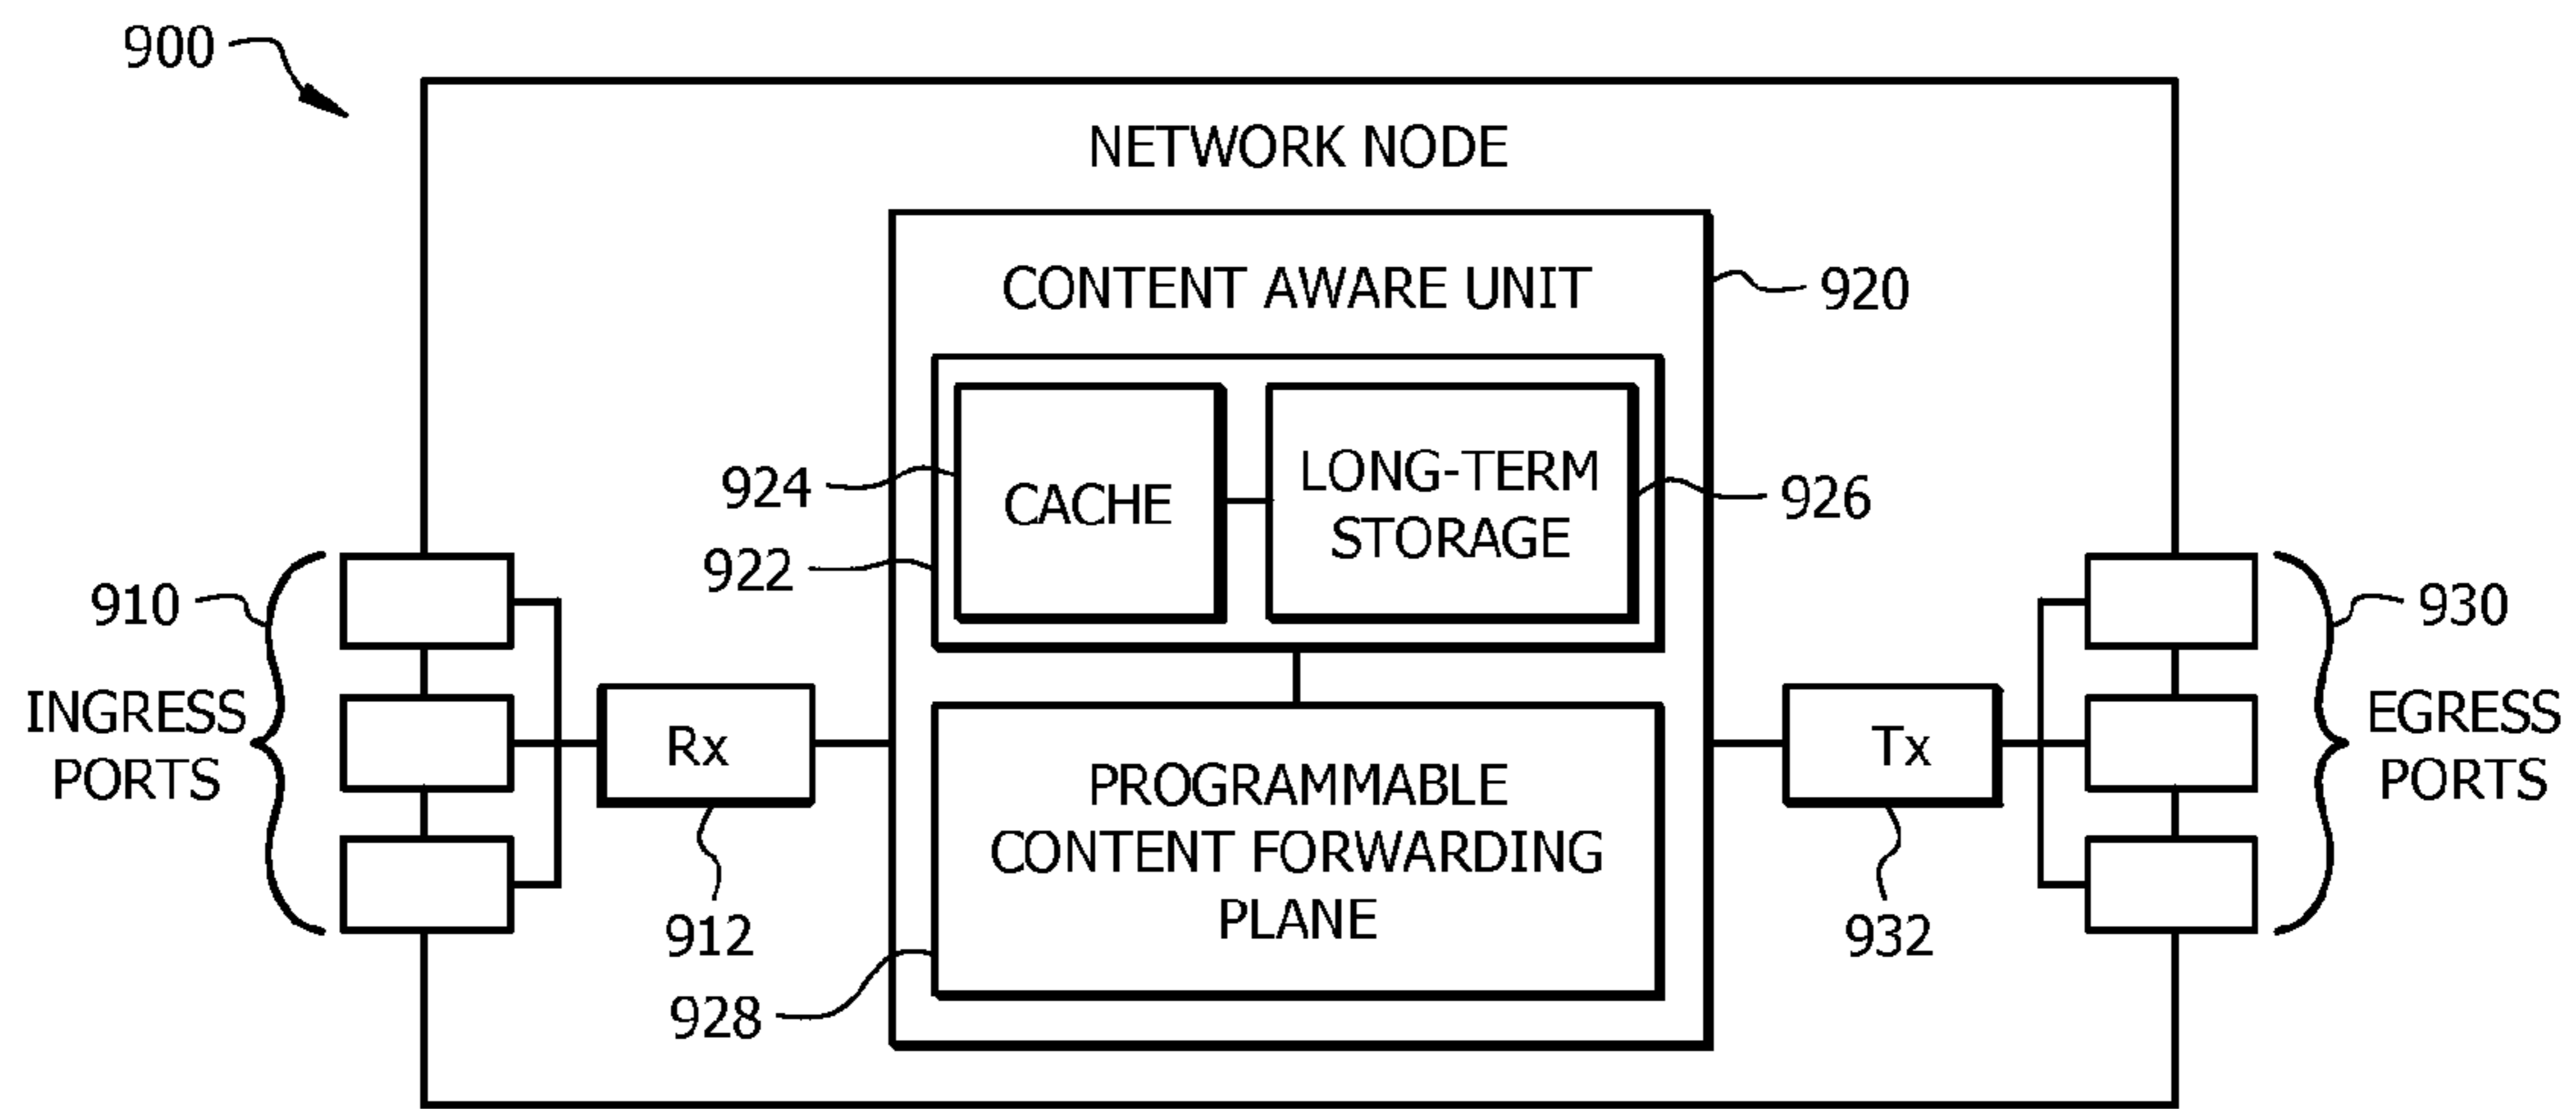 900
NETWORK NODE
CONTENT AWARE UNIT
920
924
CACHE
LONG-TERM
STORAGE
926
922
910
INGRESS
PORTS
Rx
912
PROGRAMMABLE
CONTENT FORWARDING
PLANE
928
Tx
932
930
EGRESS
PORTS